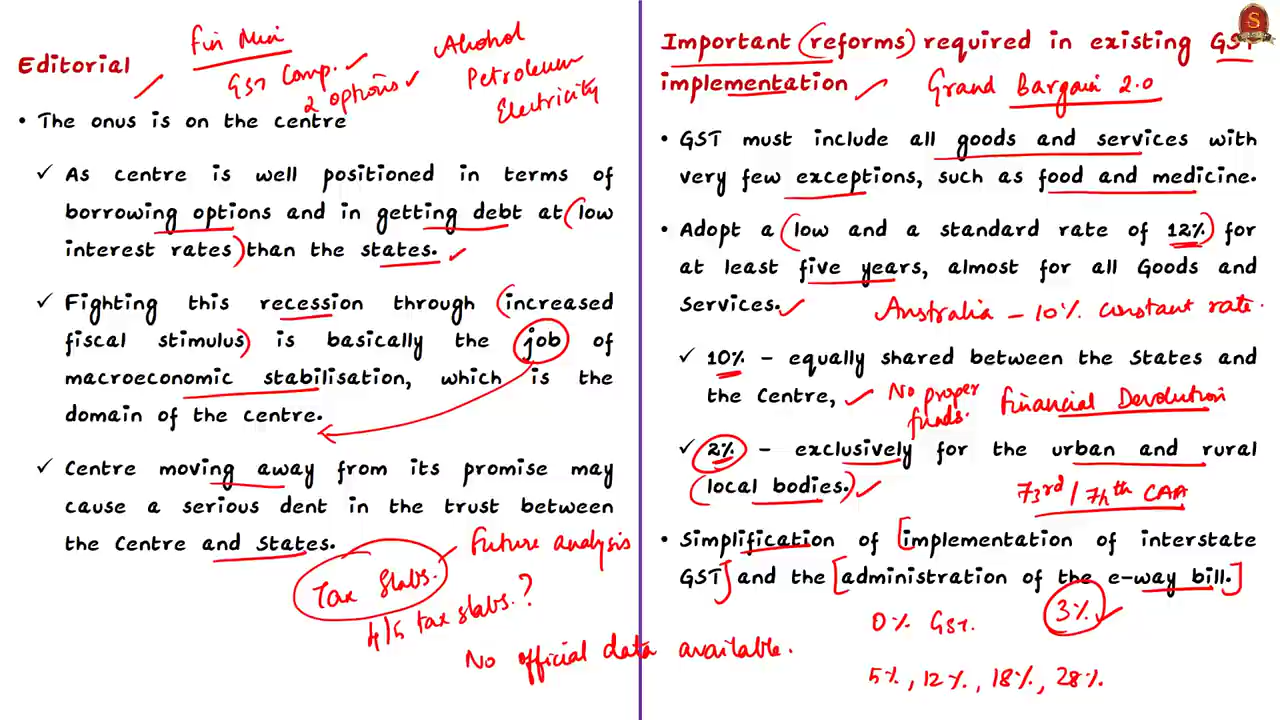 Editorial
Fin Min
GST Comp.
2 options
Alcohol
Petroleum
Electricity
• The onus is on the centre
✓ As centre is well positioned in terms of
borrowing options and in getting debt at (low
interest rates) than the states.
✓ Fighting this recession through (increased
fiscal stimulus) is basically the job of
macroeconomic stabilisation, which is the
domain of the centre.
✓ Centre moving away from its promise may
cause a serious dent in the trust between
the Centre and States.
Future analysis
Tax Slabs.
4/5 tax slabs.?
No official data available.
Important (reforms) required in existing GST
implementation
Grand Bargain 2.0
• GST must include all goods and services with
very few exceptions, such as food and medicine.
• Adopt a (low and a standard rate of 12%) for
at least five years, almost for all Goods and
Services.
Australia - 10% constant rate.
✓ 10% - equally shared between the States and
the Centre,
No proper
funds.
Financial Devolution
✓ 2% - exclusively for the urban and rural
(local bodies.)
73rd / 74th CAA
• Simplification of [implementation of interstate
GST] and the [administration of the e-way bill.]
0% GST.
3%
5%, 12%, 18%, 28%.
S